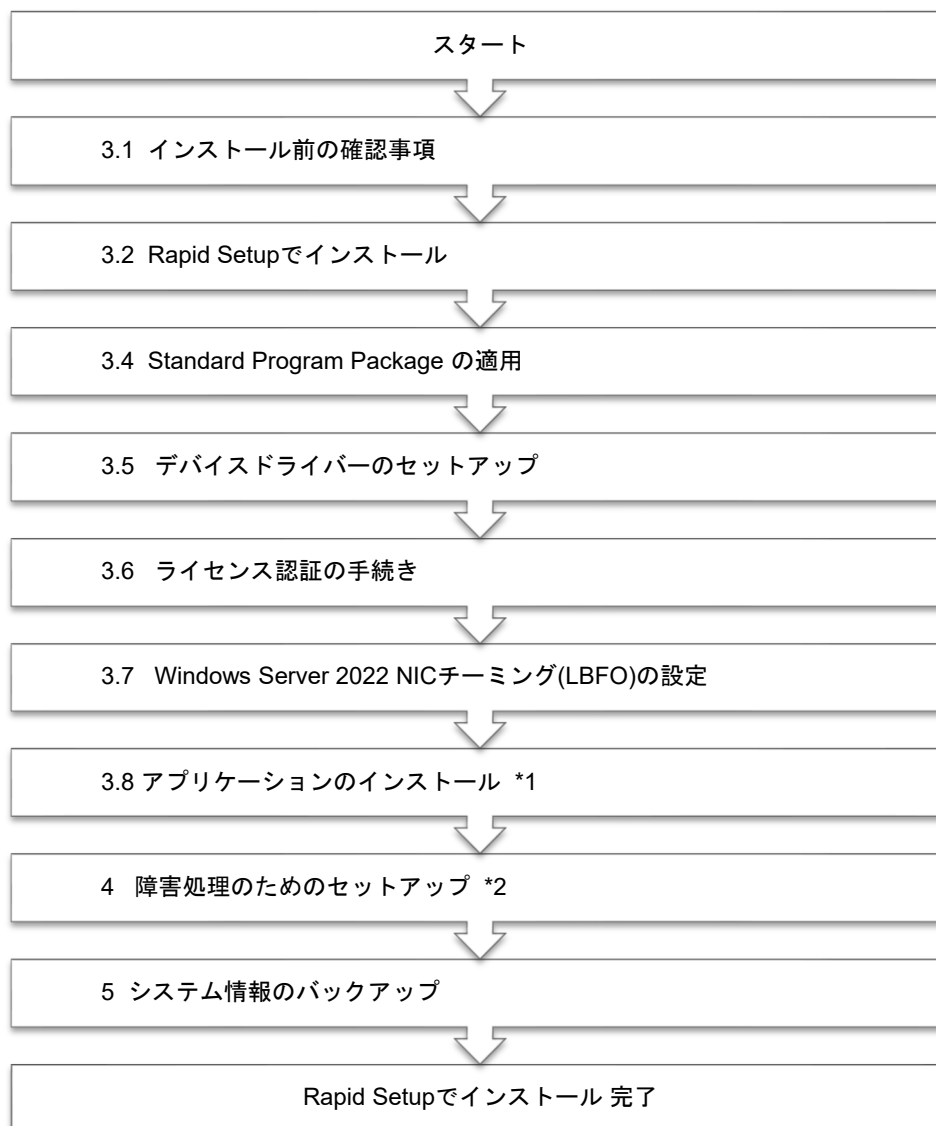 スタート
3.1 インストール前の確認事項
3.2 Rapid Setupでインストール
3.4 Standard Program Package の適用
3.5 デバイスドライバーのセットアップ
3.6 ライセンス認証の手続き
3.7 Windows Server 2022 NICチーミング(LBFO)の設定
3.8 アプリケーションのインストール *1
4 障害処理のためのセットアップ *2
5 システム情報のバックアップ
Rapid Setupでインストール 完了